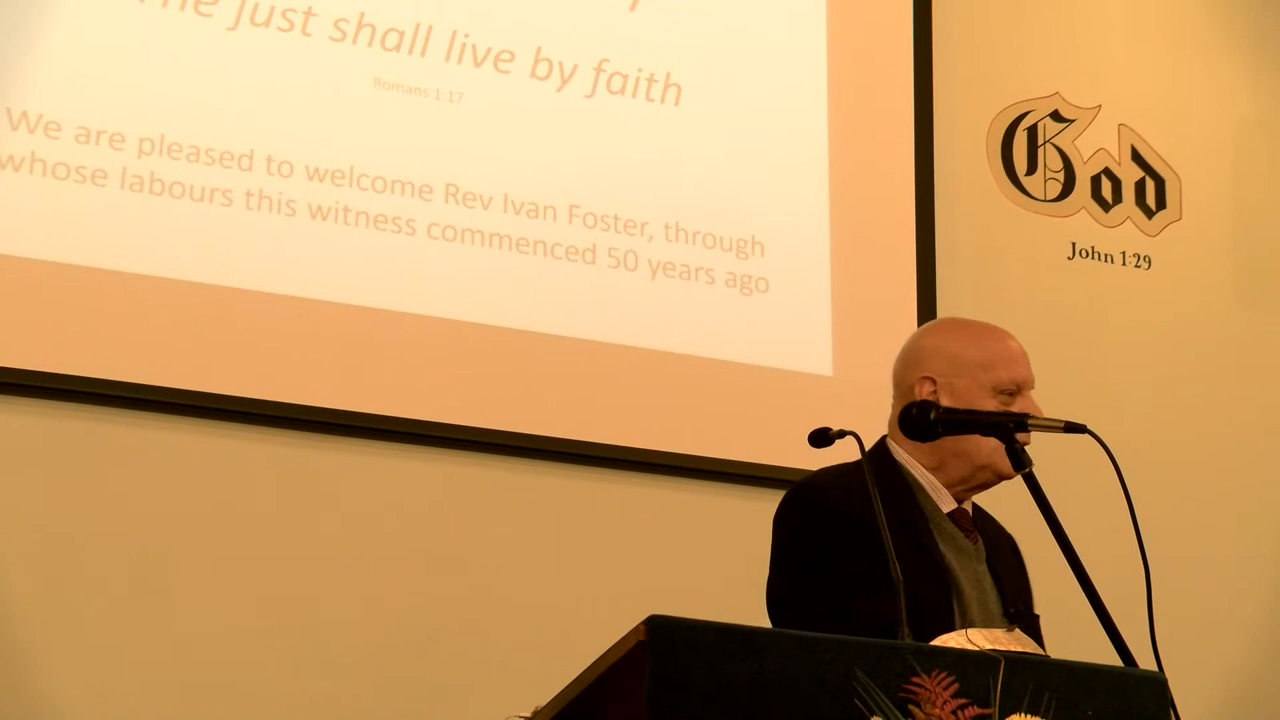 The just shall live by faith
Romans 1:17
We are pleased to welcome Rev Ivan Foster, through
whose labours this witness commenced 50 years ago
God
John 1:29